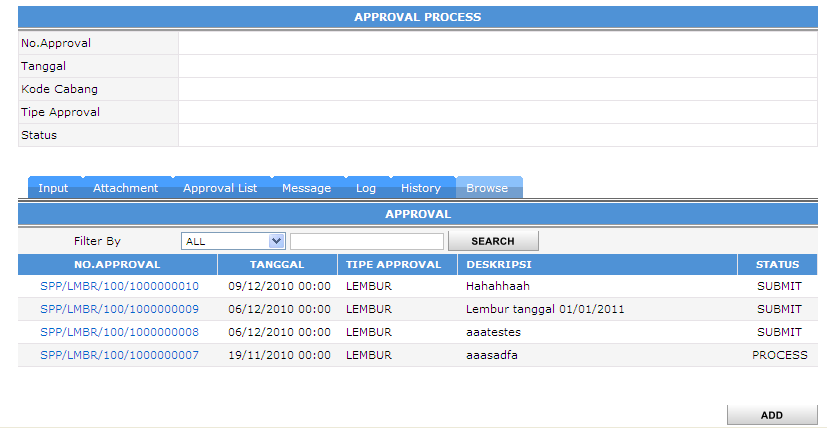 APPROVAL PROCESS
No.Approval
Tanggal
Kode Cabang
Tipe Approval
Status
Input Attachment Approval List Message Log History Browse
APPROVAL
Filter By ALL SEARCH
NO.APPROVAL TANGGAL TIPE APPROVAL DESKRIPSI STATUS
SPP/LMBR/100/1000000010 09/12/2010 00:00 LEMBUR Hahahhaah SUBMIT
SPP/LMBR/100/1000000009 06/12/2010 00:00 LEMBUR Lembur tanggal 01/01/2011 SUBMIT
SPP/LMBR/100/1000000008 06/12/2010 00:00 LEMBUR aaatestes SUBMIT
SPP/LMBR/100/1000000007 19/11/2010 00:00 LEMBUR aaasadfa PROCESS
ADD